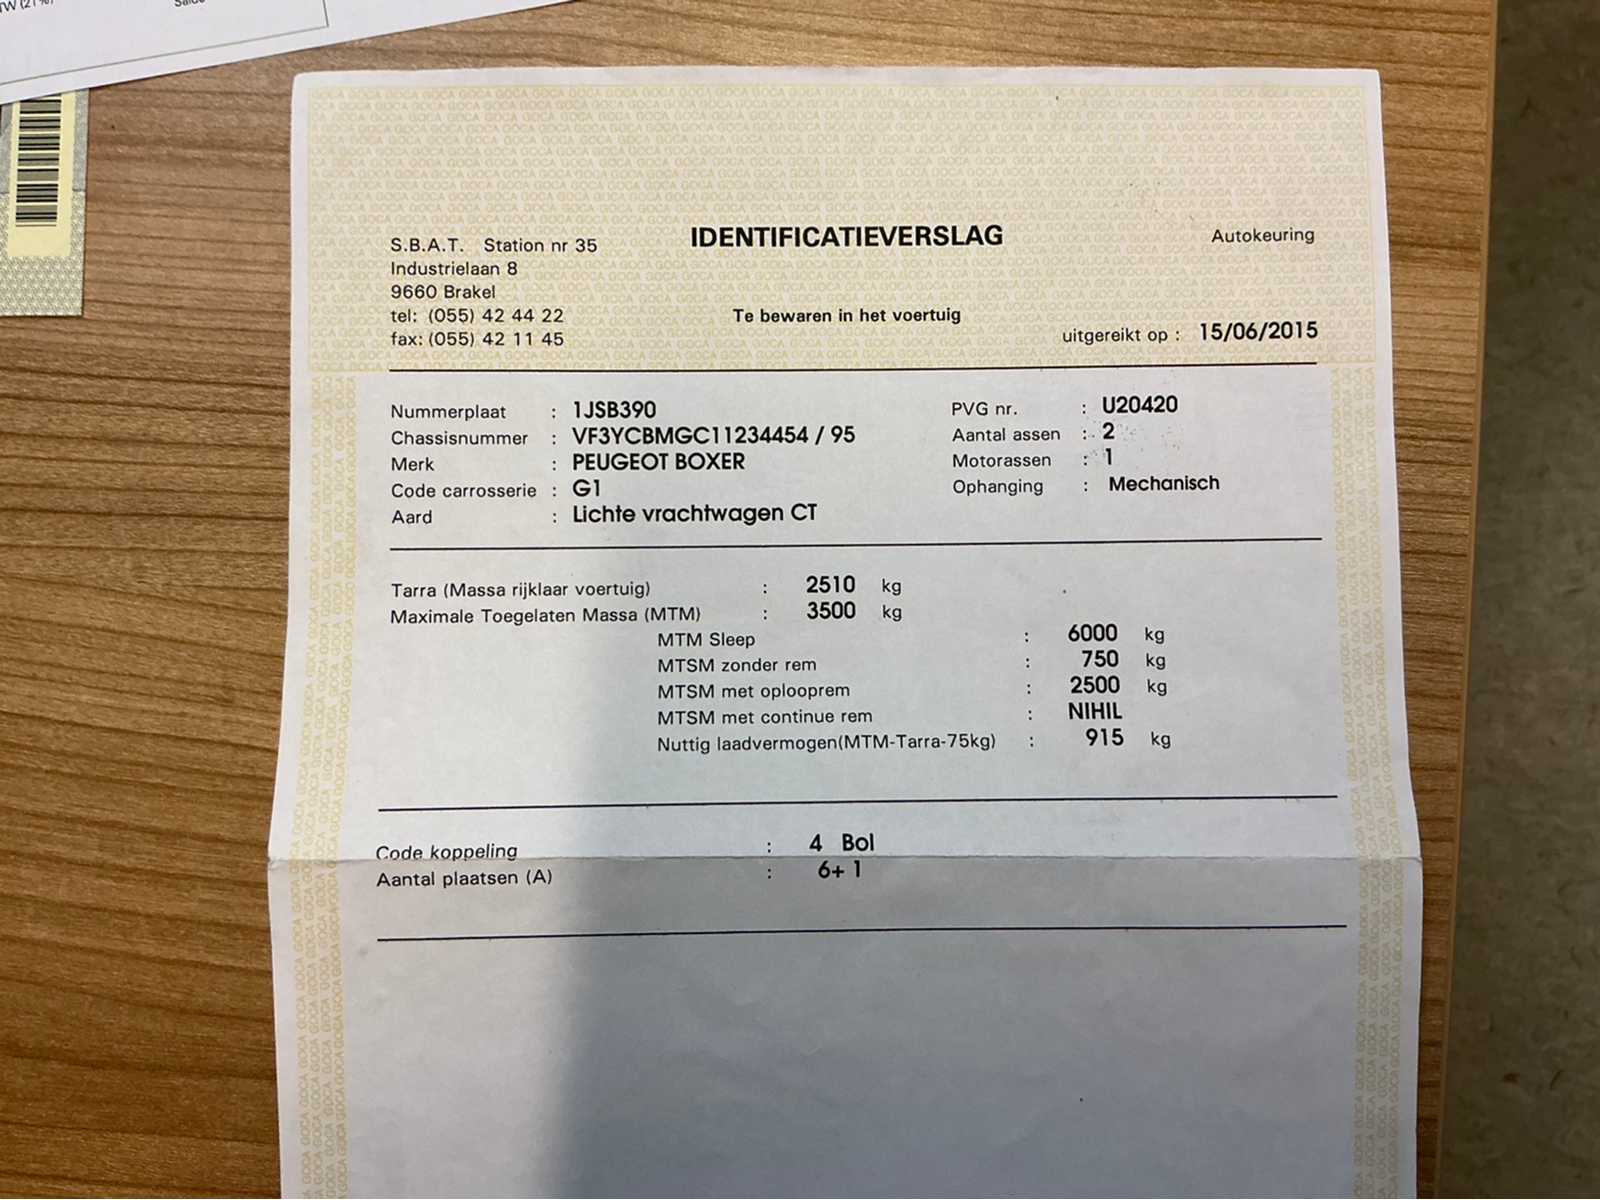 TW (21%)
Saldo
IDENTIFICATIEVERSLAG
Autokeuring
S.B.A.T. Station nr 35
Industrielaan 8
9660 Brakel
tel: (055) 42 44 22
fax: (055) 42 11 45
Te bewaren in het voertuig
uitgereikt op : 15/06/2015
Nummerplaat : 1JSB390
Chassisnummer : VF3YCBMGC11234454 / 95
Merk : PEUGEOT BOXER
Code carrosserie : G1
Aard : Lichte vrachtwagen CT
PVG nr. : U20420
Aantal assen : 2
Motorassen : 1
Ophanging : Mechanisch
Tarra (Massa rijklaar voertuig) : 2510 kg
Maximale Toegelaten Massa (MTM) : 3500 kg
MTM Sleep : 6000 kg
MTSM zonder rem : 750 kg
MTSM met oplooprem : 2500 kg
MTSM met continue rem : NIHIL
Nuttig laadvermogen(MTM-Tarra-75kg) : 915 kg
Code koppeling : 4 Bol
Aantal plaatsen (A) : 6+ 1